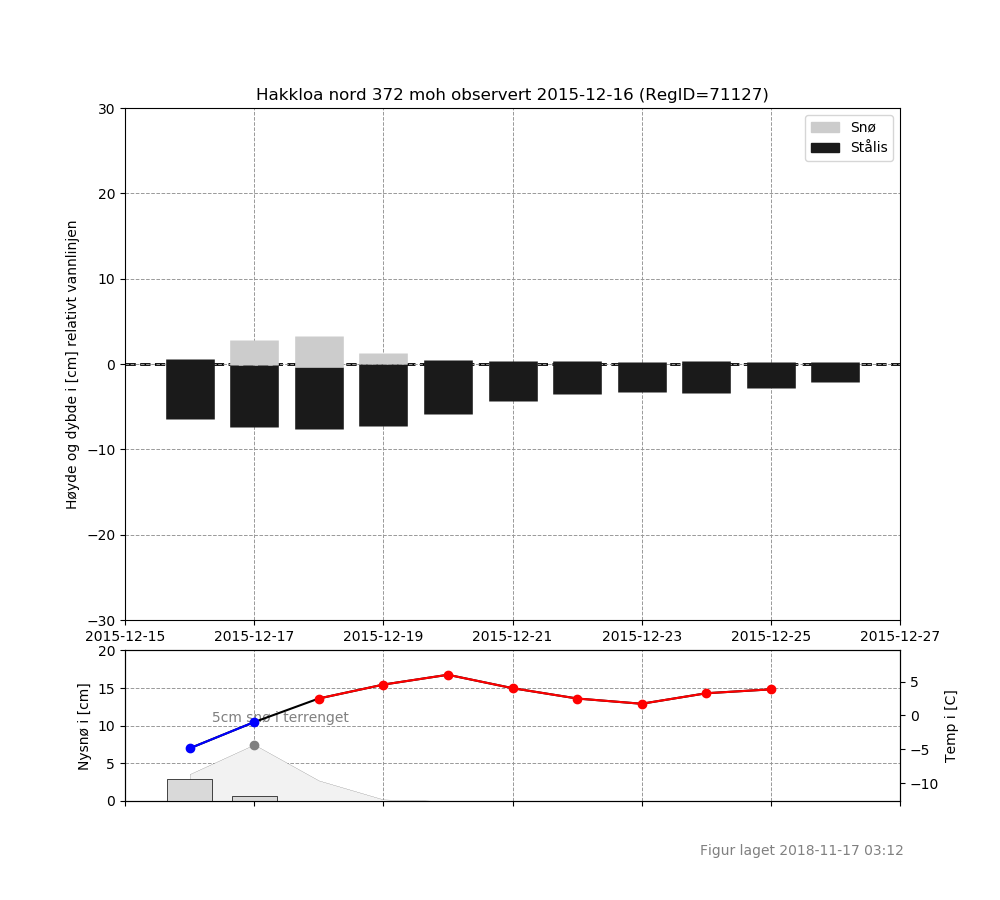 Hakkloa nord 372 moh observert 2015-12-16 (RegID=71127)
Høyde og dybde i [cm] relativt vannlinjen
30
20
10
0
−10
−20
−30
Snø
Stålis
2015-12-15
2015-12-17
2015-12-19
2015-12-21
2015-12-23
2015-12-25
2015-12-27
Nysnø i [cm]
20
15
10
5
0
5cm snø i terrenget
5
0
−5
−10
Temp i [C]
Figur laget 2018-11-17 03:12